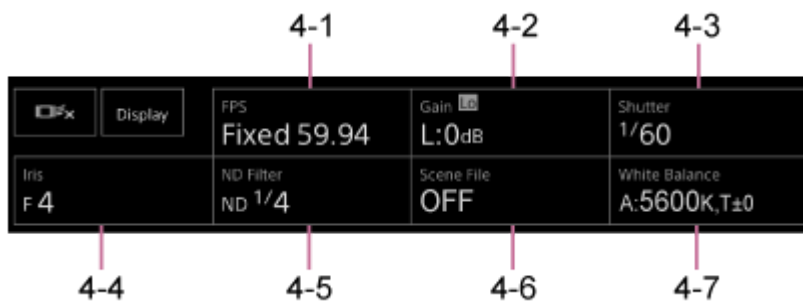 4-1 4-2 4-3
Display
FPS
Fixed 59.94
Gain Lo
L:0dB
Shutter
1/60
Iris
F 4
ND Filter
ND 1/4
Scene File
OFF
White Balance
A:5600K,T±0
4-4 4-5 4-6 4-7